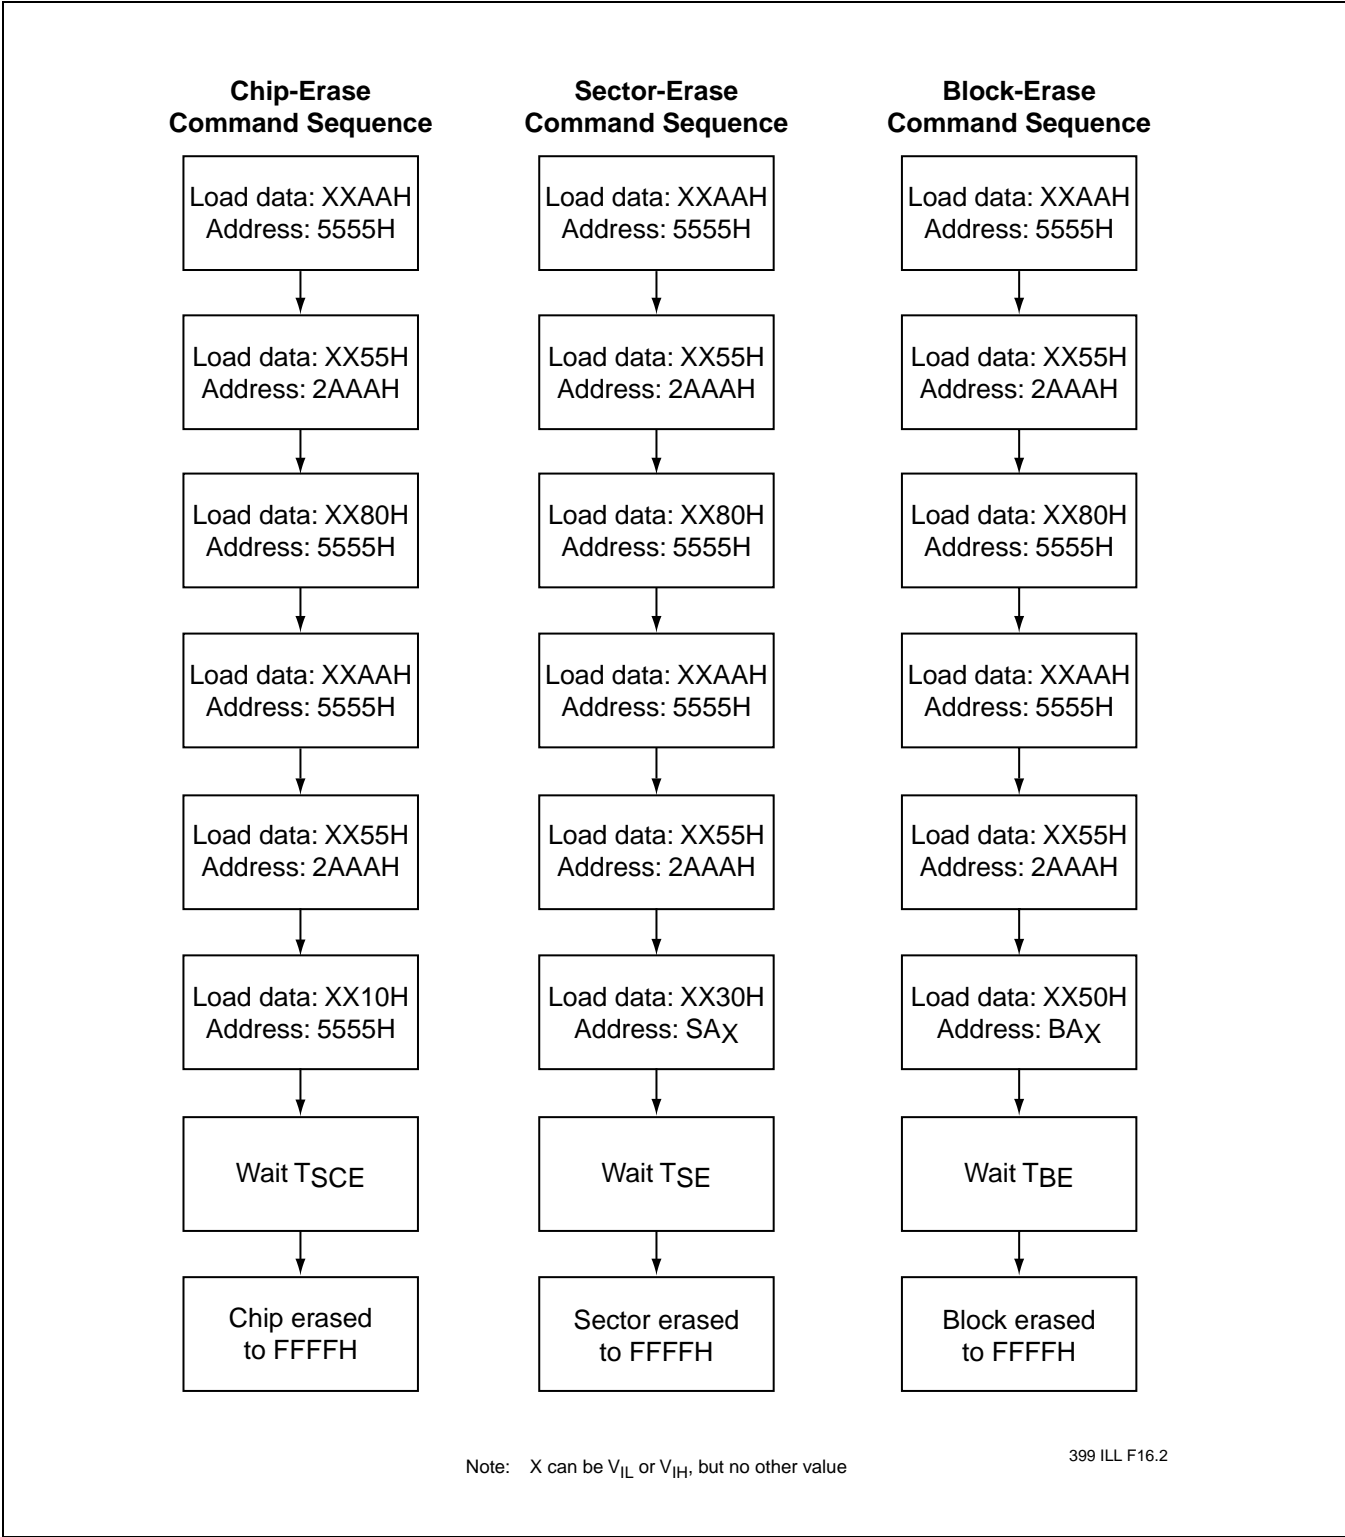 Chip-Erase
Command Sequence
Load data: XXAAH
Address: 5555H
Load data: XX55H
Address: 2AAAH
Load data: XX80H
Address: 5555H
Load data: XXAAH
Address: 5555H
Load data: XX55H
Address: 2AAAH
Load data: XX10H
Address: 5555H
Wait TSCE
Chip erased
to FFFFH
Sector-Erase
Command Sequence
Load data: XXAAH
Address: 5555H
Load data: XX55H
Address: 2AAAH
Load data: XX80H
Address: 5555H
Load data: XXAAH
Address: 5555H
Load data: XX55H
Address: 2AAAH
Load data: XX30H
Address: SAX
Wait TSE
Sector erased
to FFFFH
Block-Erase
Command Sequence
Load data: XXAAH
Address: 5555H
Load data: XX55H
Address: 2AAAH
Load data: XX80H
Address: 5555H
Load data: XXAAH
Address: 5555H
Load data: XX55H
Address: 2AAAH
Load data: XX50H
Address: BAX
Wait TBE
Block erased
to FFFFH
Note: X can be VIL or VIH, but no other value
399 ILL F16.2